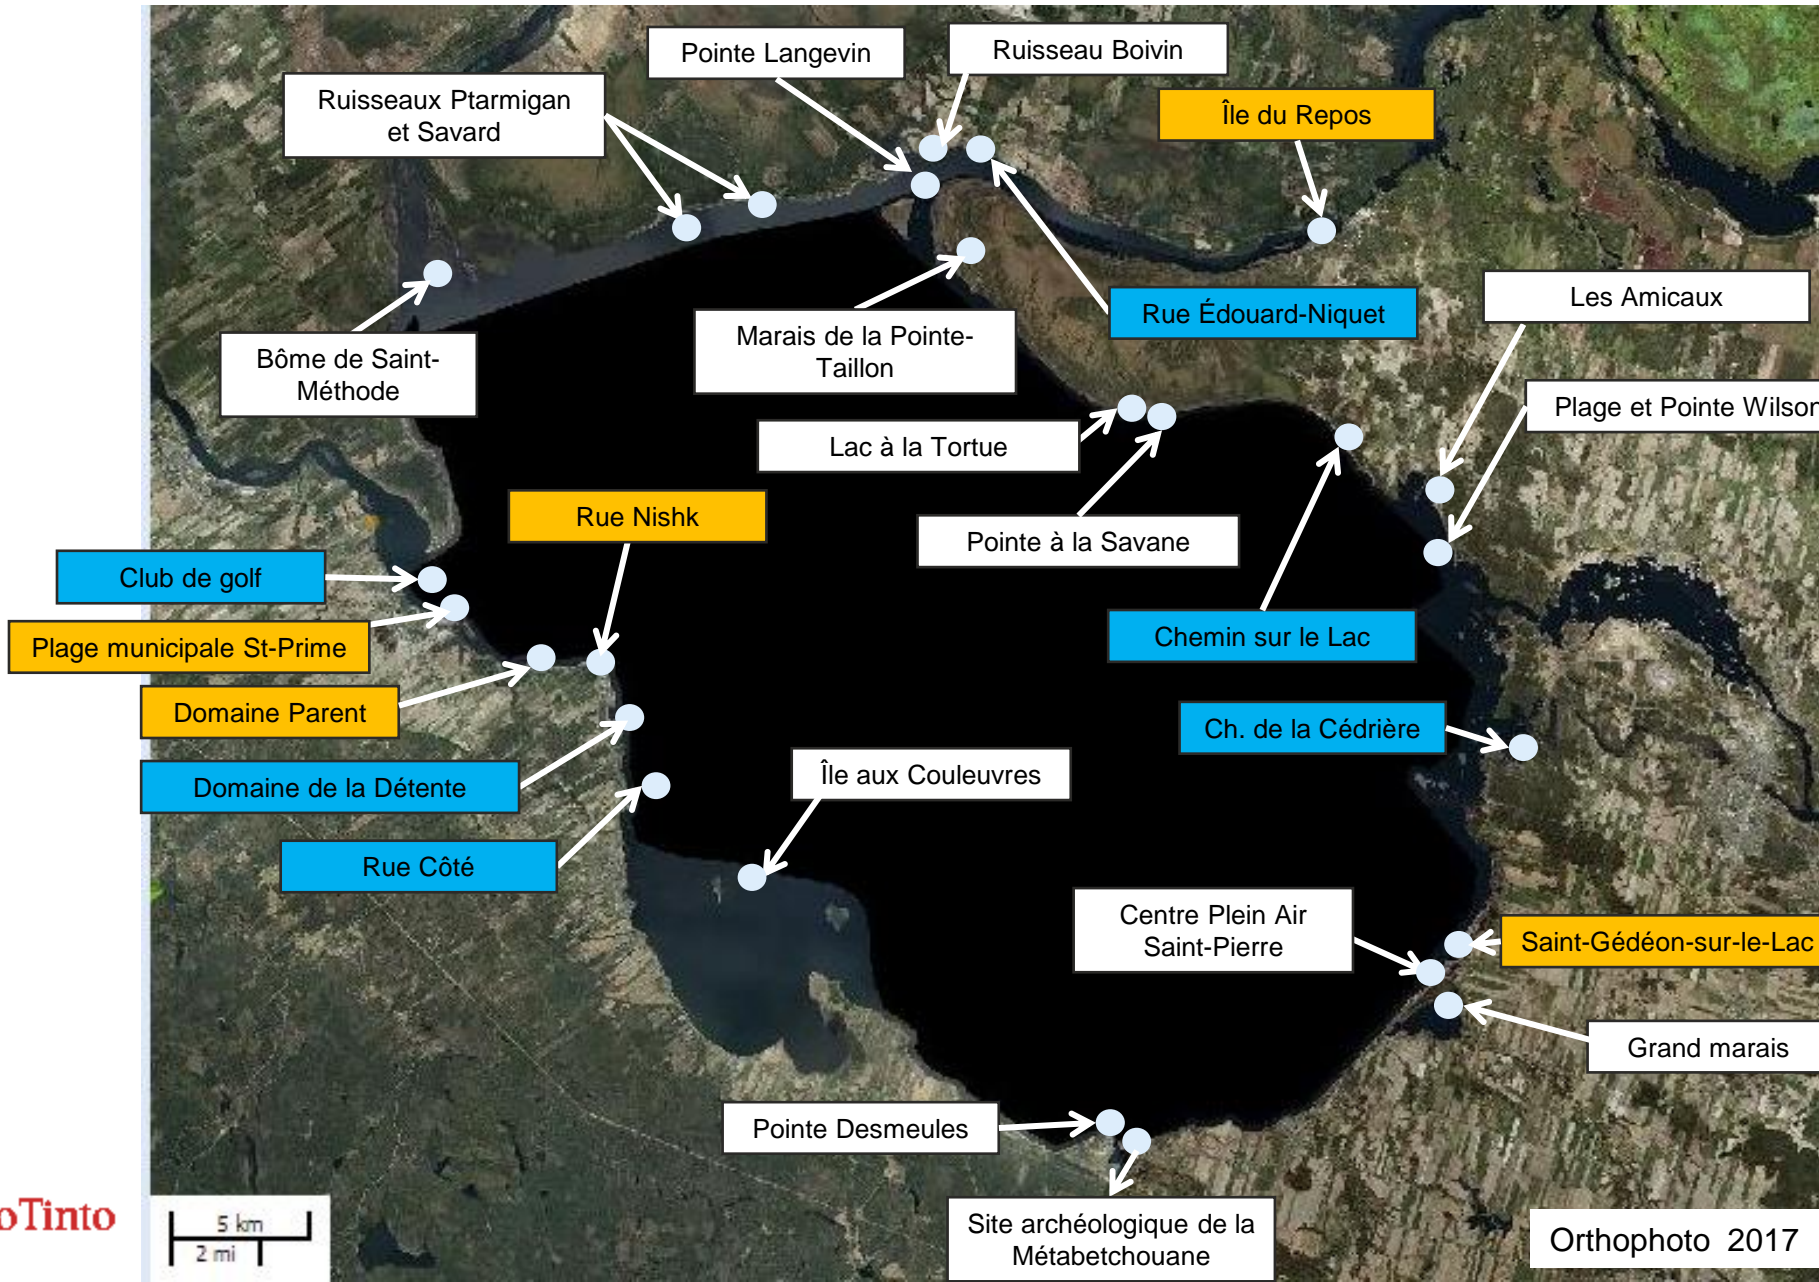 Pointe Langevin
Ruisseau Boivin
Ruisseaux Ptarmigan
et Savard
Île du Repos
Les Amicaux
Rue Édouard-Niquet
Marais de la Pointe-
Taillon
Bôme de Saint-
Méthode
Plage et Pointe Wilson
Lac à la Tortue
Rue Nishk
Pointe à la Savane
Club de golf
Plage municipale St-Prime
Chemin sur le Lac
Domaine Parent
Ch. de la Cédrière
Domaine de la Détente
Île aux Couleuvres
Rue Côté
Centre Plein Air
Saint-Pierre
Saint-Gédéon-sur-le-Lac
Grand marais
Pointe Desmeules
Site archéologique de la
Métabetchouane
oTinto
5 km
2 mi
Orthophoto 2017